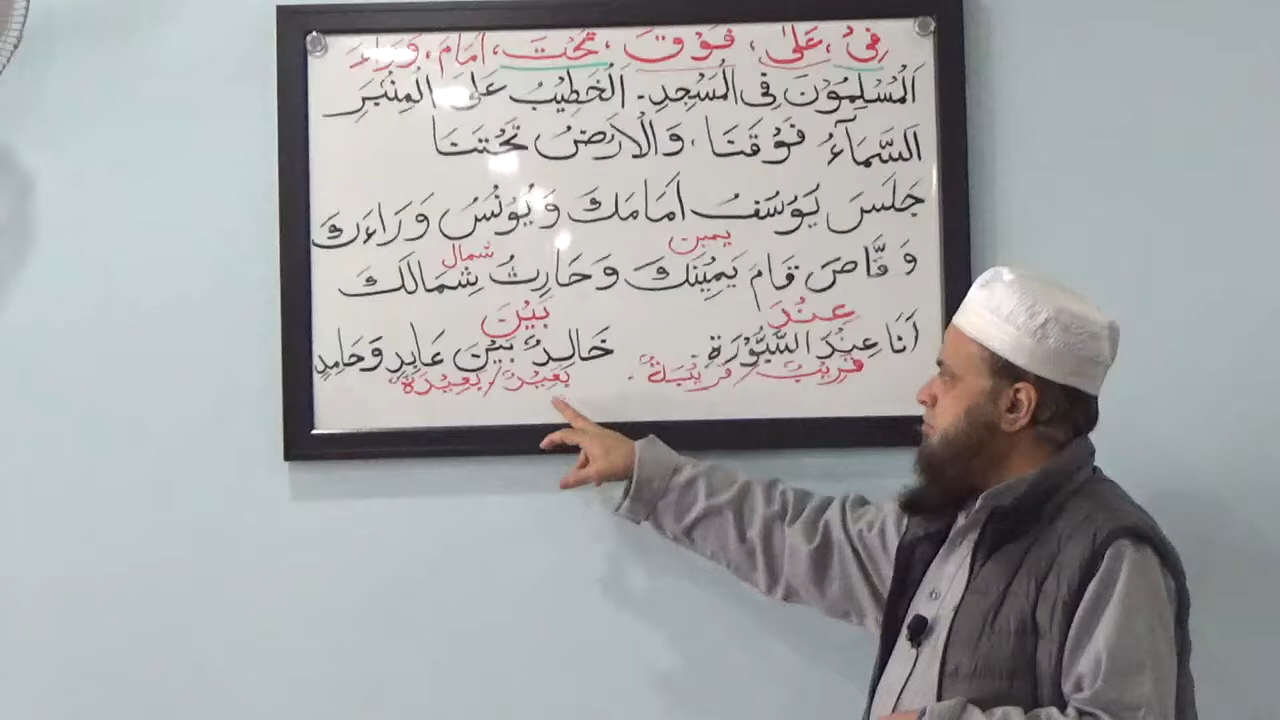 فِیْ ، عَلیٰ ، فَوْقَ ، تَحْتَ ، اَمَامَ ، وَرَاءَ
اَلْمُسْلِمُوْنَ فِی الْمَسْجِدِ ۔ اَلْخَطِیْبُ عَلَی الْمِنْبَرِ
اَلسَّمَآءُ فَوْقَنَا ، وَالْاَرْضُ تَحْتَنَا
جَلَسَ یَوُسَفُ اَمَامَكَ وَیُوْنُسُ وَرَاءَكَ
یمین شمال
وَقَّاصَ قَامَ یَمِیْنَكَ وَحَارِثُ شِمَالَكَ
عِنْدَ بَیْنَ
اَنَا عِنْدَ السَّبُّوْرَةِ . خَالِدٌ بَیْنَ عَابِدٍ وَحَامِدٍ
قَرِیْبٌ / قَرِیْبَةٌ . بَعِیْدٌ / بَعِیْدَةٌ